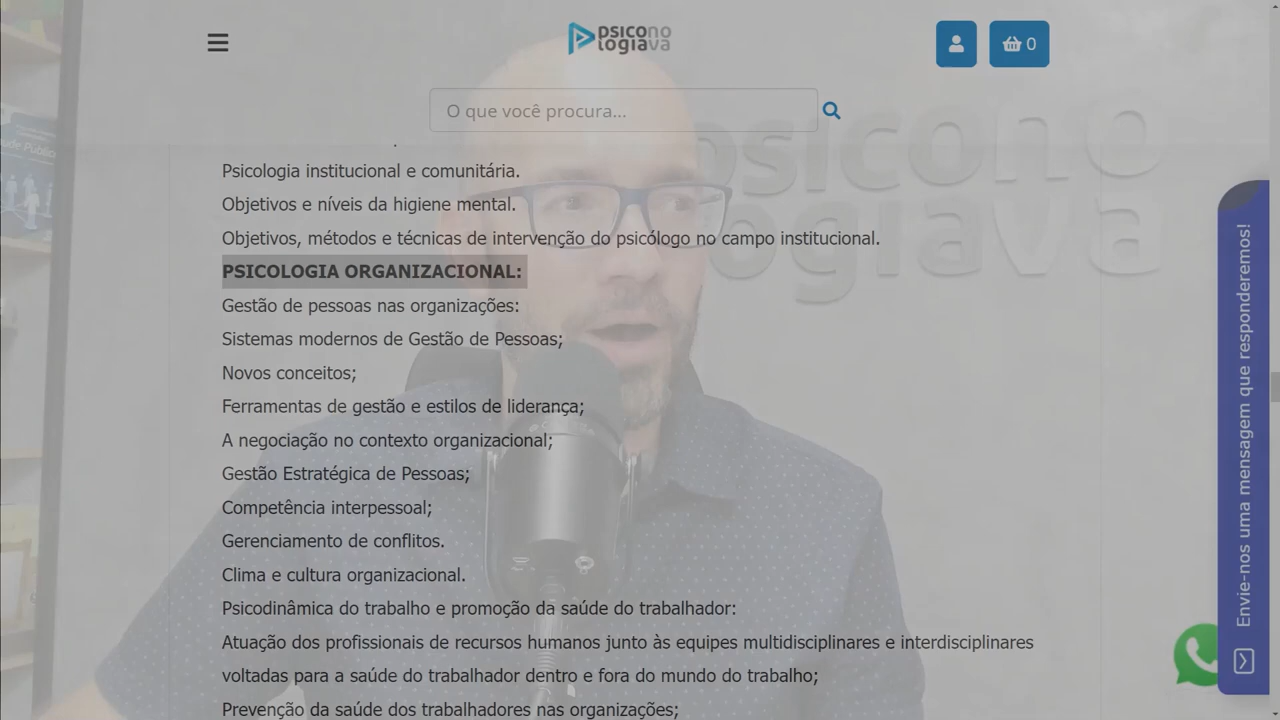 psicono
logiava
0
O que você procura...
psicono
logiava
Psicologia institucional e comunitária.
Objetivos e níveis da higiene mental.
Objetivos, métodos e técnicas de intervenção do psicólogo no campo institucional.
PSICOLOGIA ORGANIZACIONAL:
Gestão de pessoas nas organizações:
Sistemas modernos de Gestão de Pessoas;
Novos conceitos;
Ferramentas de gestão e estilos de liderança;
A negociação no contexto organizacional;
Gestão Estratégica de Pessoas;
Competência interpessoal;
Gerenciamento de conflitos.
Clima e cultura organizacional.
Psicodinâmica do trabalho e promoção da saúde do trabalhador:
Atuação dos profissionais de recursos humanos junto às equipes multidisciplinares e interdisciplinares
voltadas para a saúde do trabalhador dentro e fora do mundo do trabalho;
Prevenção da saúde dos trabalhadores nas organizações;
Envie-nos uma mensagem que responderemos!